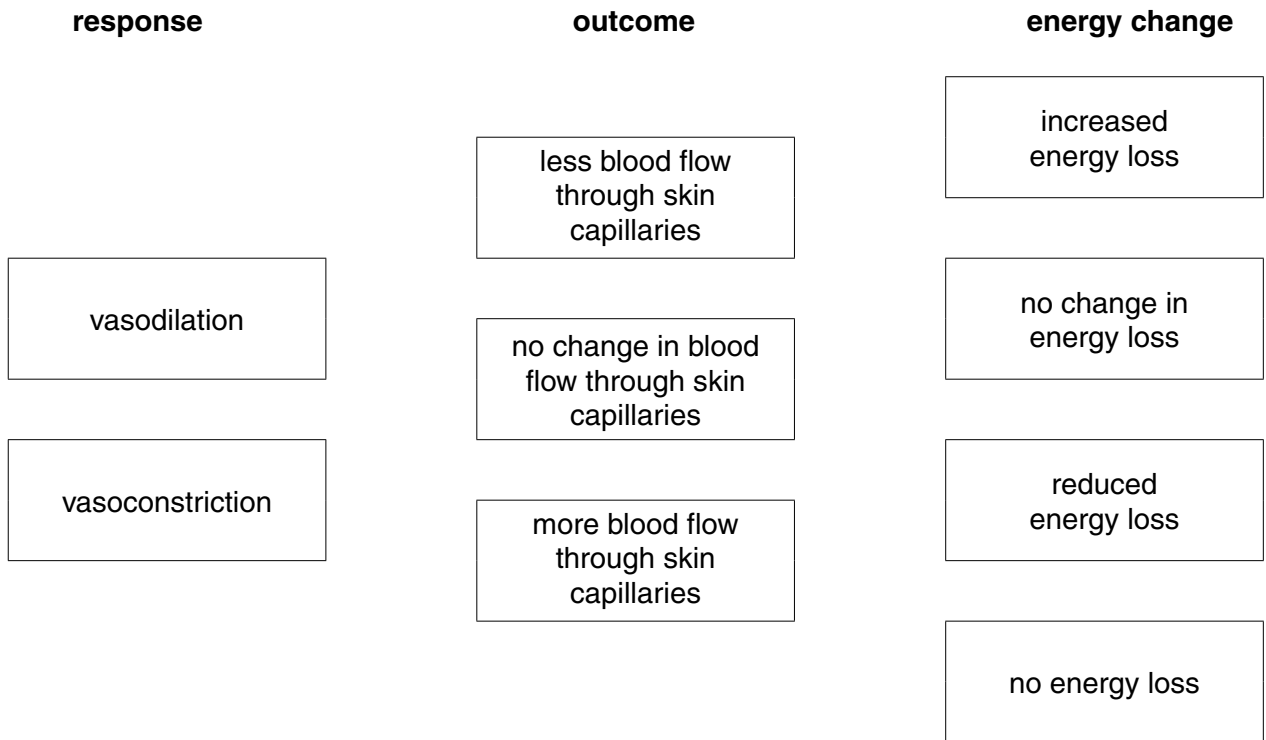 response
outcome
energy change
increased
energy loss
less blood flow
through skin
capillaries
vasodilation
no change in
energy loss
no change in blood
flow through skin
capillaries
vasoconstriction
reduced
energy loss
more blood flow
through skin
capillaries
no energy loss